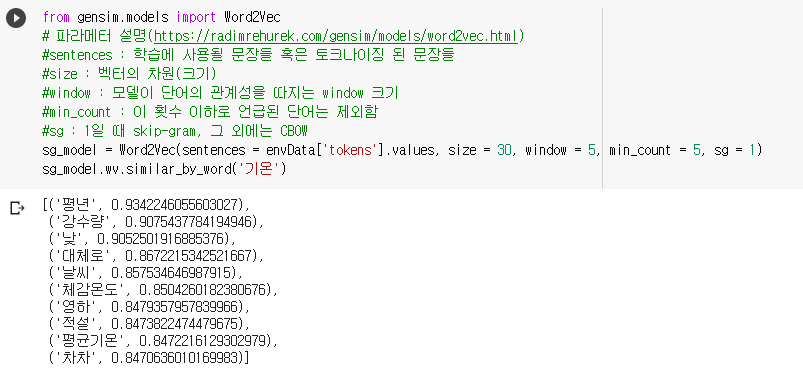 from gensim.models import Word2Vec
# 파라메터 설명(https://radimrehurek.com/gensim/models/word2vec.html)
#sentences : 학습에 사용될 문장들 혹은 토크나이징 된 문장들
#size : 벡터의 차원(크기)
#window : 모델이 단어의 관계성을 따지는 window 크기
#min_count : 이 횟수 이하로 언급된 단어는 제외함
#sg : 1일 때 skip-gram, 그 외에는 CBOW
sg_model = Word2Vec(sentences = envData['tokens'].values, size = 30, window = 5, min_count = 5, sg = 1)
sg_model.wv.similar_by_word('기온')
[('평년', 0.9342246055603027),
('강수량', 0.9075437784194946),
('낮', 0.9052501916885376),
('대체로', 0.8672215342521667),
('날씨', 0.857534646987915),
('체감온도', 0.8504260182380676),
('영하', 0.8479357957839966),
('적설', 0.8473822474479675),
('평균기온', 0.8472216129302979),
('차차', 0.8470636010169983)]